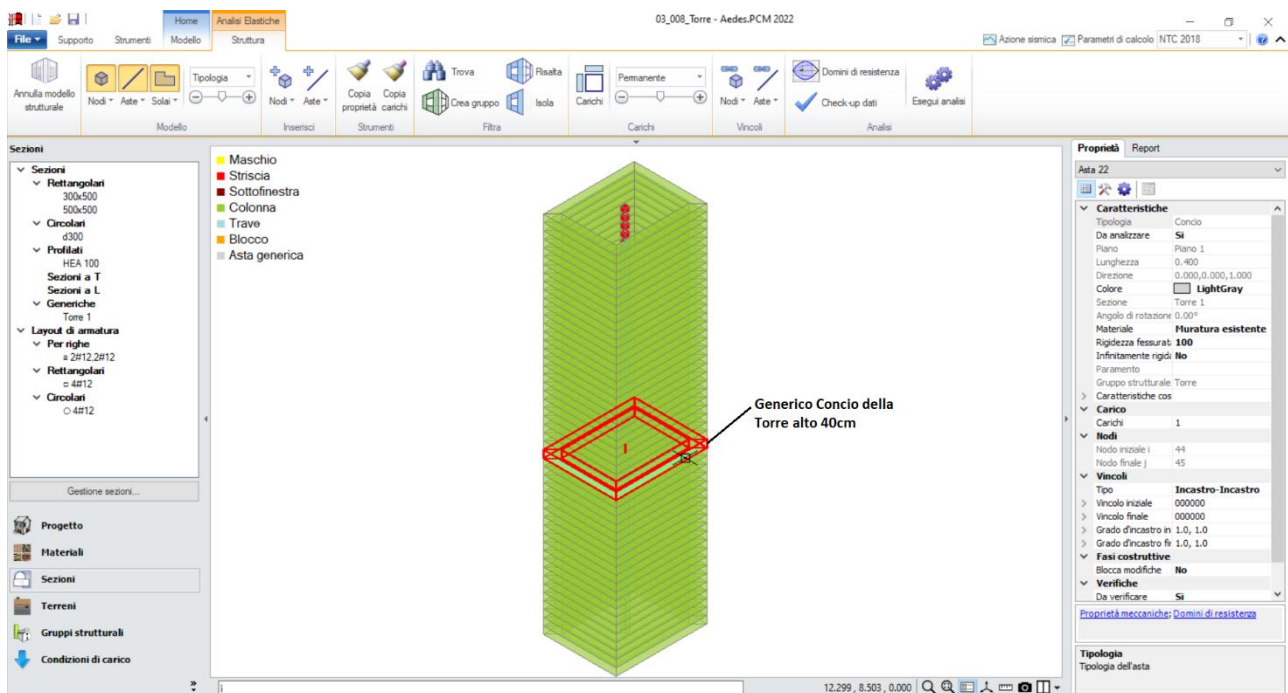 03_008_Torre - Aedes.PCM 2022
Home
Analisi Elastiche
File
Supporto
Strumenti
Modello
Struttura
Azione sismica
Parametri di calcolo
NTC 2018
Annulla modello
strutturale
Nodi
Aste
Solai
Tipologia
Modello
Nodi
Aste
Inserisci
Copia
proprietà
Copia
carichi
Strumenti
Trova
Crea gruppo
Risalta
Isola
Filtra
Carichi
Permanente
Carichi
Nodi
Aste
Vincoli
Domini di resistenza
Check-up dati
Esegui analisi
Analisi
Sezioni
Sezioni
Rettangolari
300x500
500x500
Circolari
d300
Profilati
HEA 100
Sezioni a T
Sezioni a L
Generiche
Torre 1
Layout di armatura
Per righe
2#12,2#12
Rettangolari
4#12
Circolari
4#12
Gestione sezioni...
Progetto
Materiali
Sezioni
Terreni
Gruppi strutturali
Condizioni di carico
Maschio
Striscia
Sottofinestra
Colonna
Trave
Blocco
Asta generica
Generico Concio della
Torre alto 40cm
12.299 , 8.503 , 0.000
Proprietà
Report
Asta 22
Caratteristiche
Tipologia Concio
Da analizzare Si
Piano Piano 1
Lunghezza 0.400
Direzione 0.000,0.000,1.000
Colore LightGray
Sezione Torre 1
Angolo di rotazione 0.00°
Materiale Muratura esistente
Rigidezza fessurat 100
Infinitamente rigid No
Paramento
Gruppo strutturale Torre
Caratteristiche cos
Carico
Carichi 1
Nodi
Nodo iniziale i 44
Nodo finale j 45
Vincoli
Tipo Incastro-Incastro
Vincolo iniziale 000000
Vincolo finale 000000
Grado d'incastro in 1.0, 1.0
Grado d'incastro fir 1.0, 1.0
Fasi costruttive
Blocca modifiche No
Verifiche
Da verificare Si
Proprietà meccaniche; Domini di resistenza
Tipologia
Tipologia dell'asta